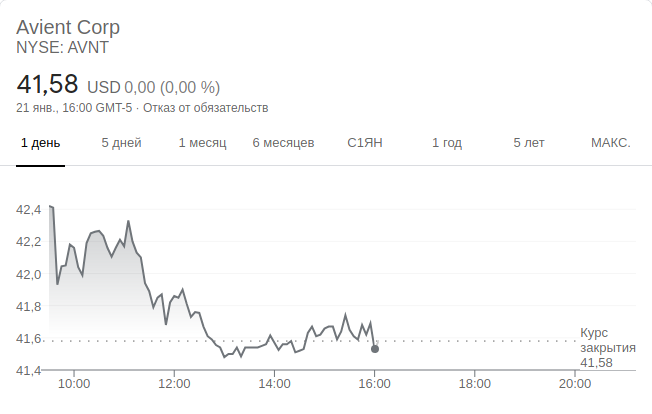 Avient Corp
NYSE: AVNT
41,58 USD 0,00 (0,00 %)
21 янв., 16:00 GMT-5 · Отказ от обязательств
1 день 5 дней 1 месяц 6 месяцев С1ЯН 1 год 5 лет МАКС.
42,4
42,2
42,0
41,8
41,6
41,4
Курс
закрытия
41,58
10:00 12:00 14:00 16:00 18:00 20:00